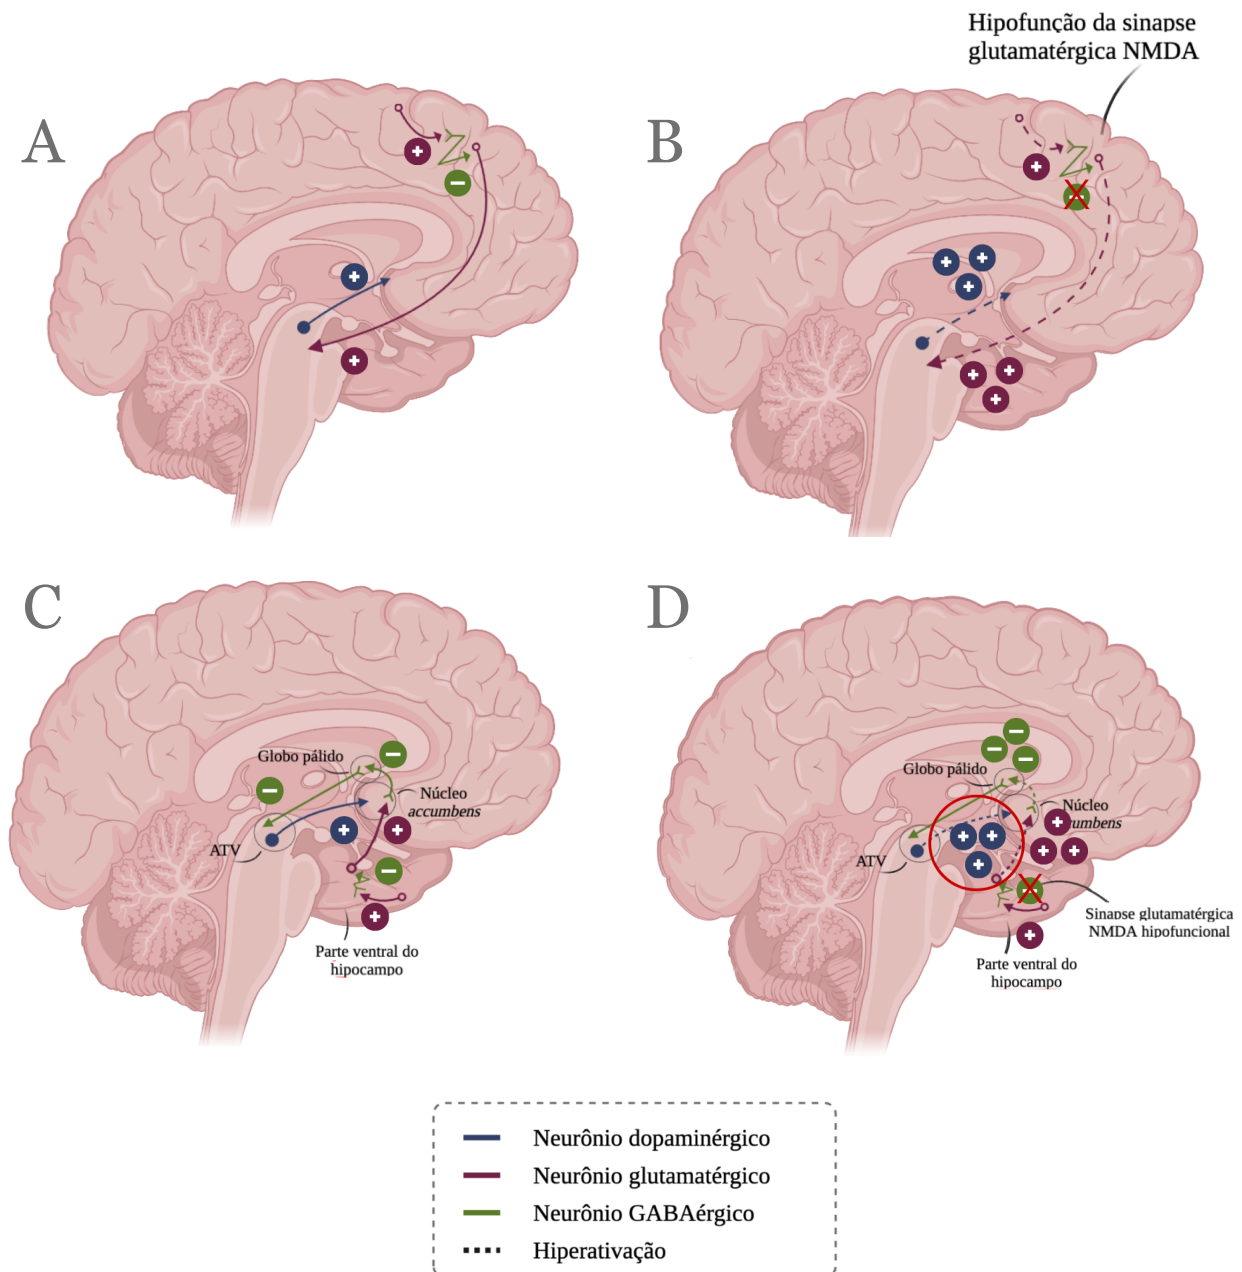 Hipofunção da sinapse
glutamatérgica NMDA
A
B
C
Globo pálido
Núcleo
accumbens
ATV
Parte ventral do
hipocampo
D
Globo pálido
Núcleo
cumbens
ATV
Sinapse glutamatérgica
NMDA hipofuncional
Parte ventral do
hipocampo
Neurônio dopaminérgico
Neurônio glutamatérgico
Neurônio GABAérgico
Hiperativação